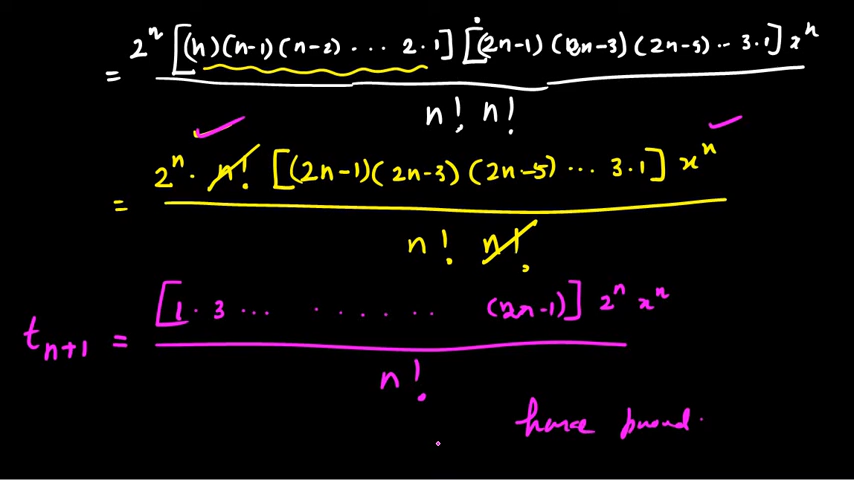 = 2^n [(n)(n-1)(n-2) ... 2·1] [(2n-1)(2n-3)(2n-5) ... 3·1] x^n / n! n!
= 2^n · n! [(2n-1)(2n-3)(2n-5) ... 3·1] x^n / n! n!
t_{n+1} = [1·3 ... ...... (2n-1)] 2^n x^n / n!
hence proved.